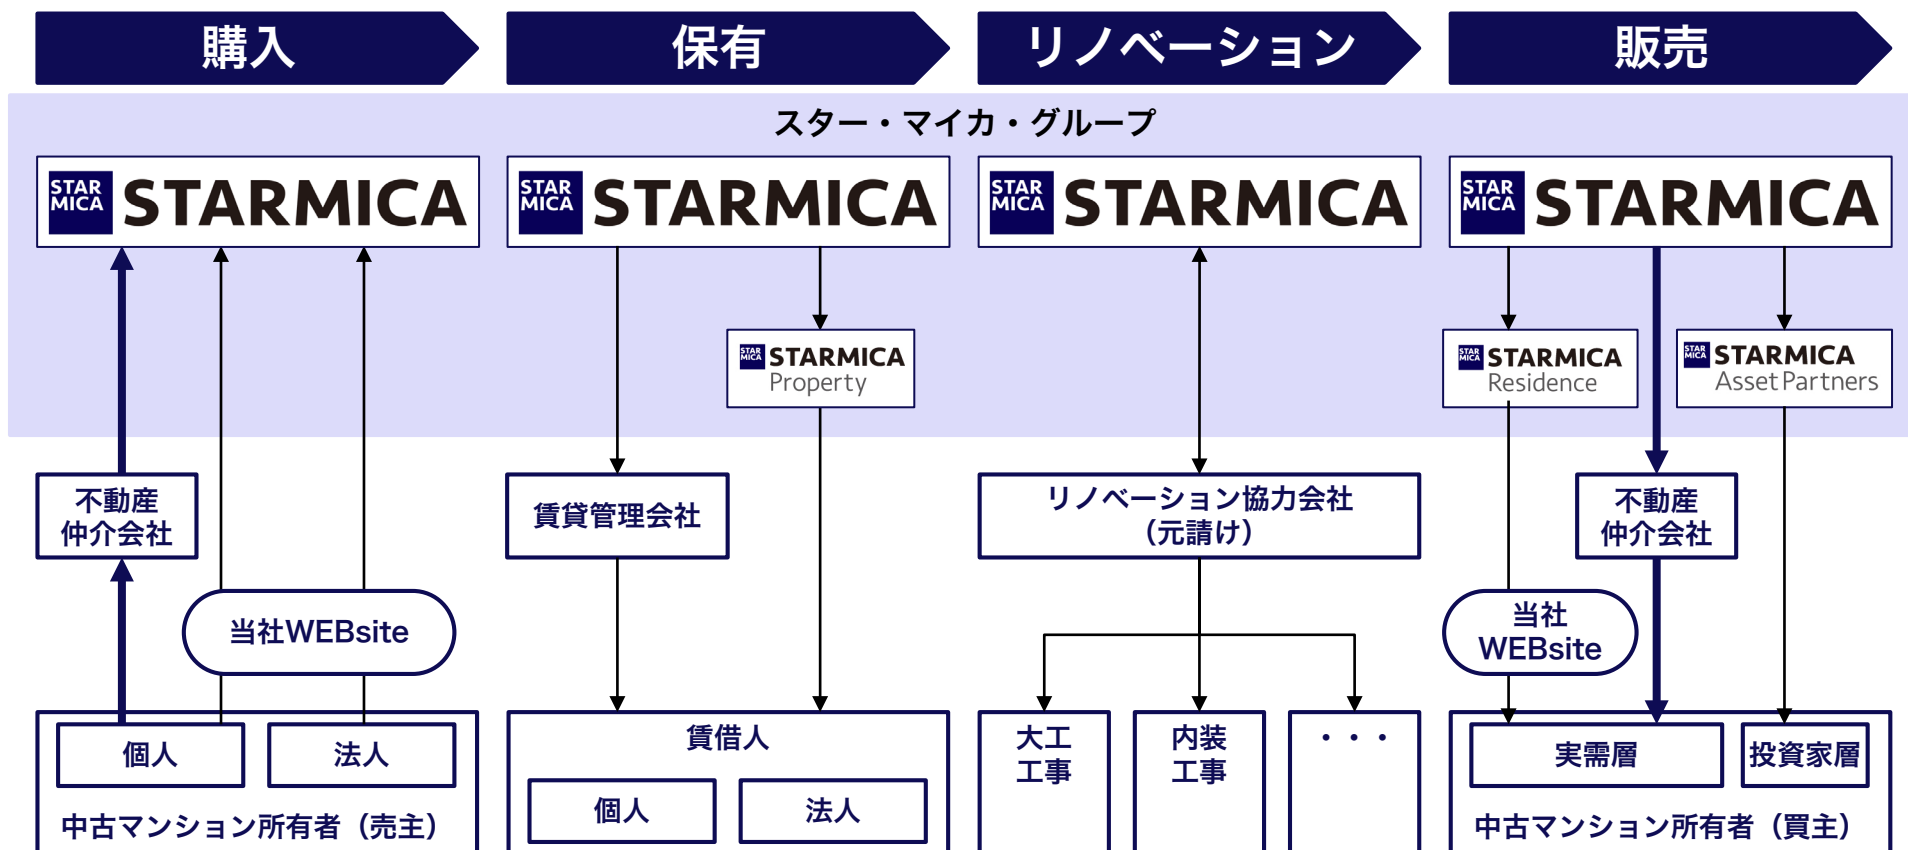 購入
保有
リノベーション
販売
スター・マイカ・グループ
STAR
MICA
STARMICA
STAR
MICA
STARMICA
STAR
MICA
STARMICA
STAR
MICA
STARMICA
STAR
MICA
STARMICA
Property
STAR
MICA
STARMICA
Residence
STAR
MICA
STARMICA
Asset Partners
不動産
仲介会社
賃貸管理会社
リノベーション協力会社
（元請け）
不動産
仲介会社
当社WEBsite
当社
WEBsite
個人
法人
中古マンション所有者（売主）
賃借人
個人
法人
大工
工事
内装
工事
・・・
実需層
投資家層
中古マンション所有者（買主）